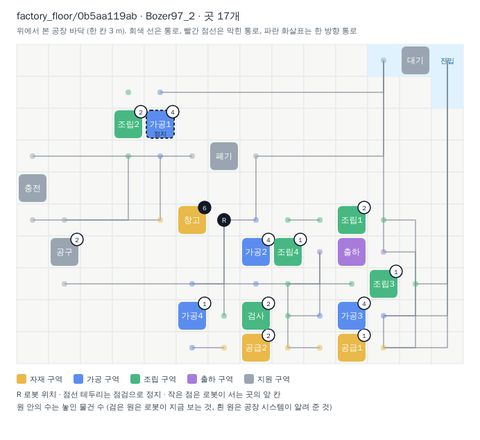 factory_floor/0b5aa119ab · Bozer97_2 · 곳 17개
위에서 본 공장 바닥 (한 칸 3 m). 회색 선은 통로, 빨간 점선은 막힌 통로, 파란 화살표는 한 방향 통로
대기
진입
2
4
조립2
가공1
정지
폐기
충전
6
2
창고
R
조립1
2
4
1
공구
가공2
조립4
출하
1
조립3
1
2
4
가공4
검사
가공3
2
1
공급2
공급1
자재 구역
가공 구역
조립 구역
출하 구역
지원 구역
R 로봇 위치 · 점선 테두리는 점검으로 정지 · 작은 점은 로봇이 서는 곳의 앞 칸
원 안의 수는 놓인 물건 수 (검은 원은 로봇이 지금 보는 것, 흰 원은 공장 시스템이 알려 준 것)